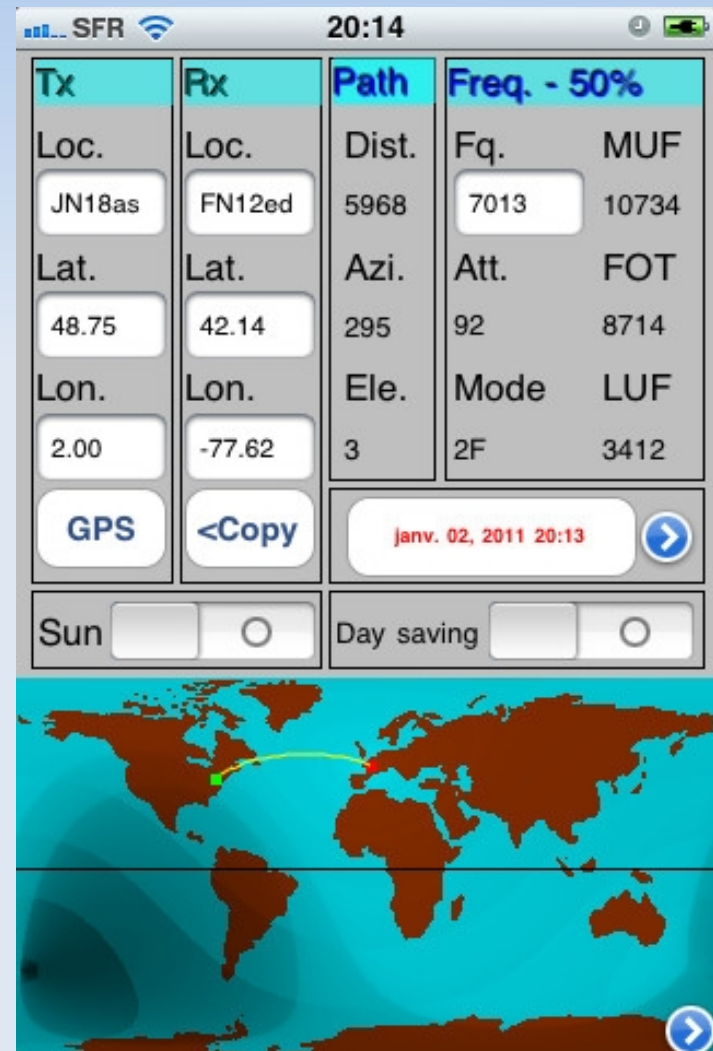 SFR 20:14
Tx Rx Path Freq. - 50%
Loc. Loc. Dist. Fq. MUF
JN18as FN12ed 5968 7013 10734
Lat. Lat. Azi. Att. FOT
48.75 42.14 295 92 8714
Lon. Lon. Ele. Mode LUF
2.00 -77.62 3 2F 3412
GPS <Copy janv. 02, 2011 20:13
Sun Day saving